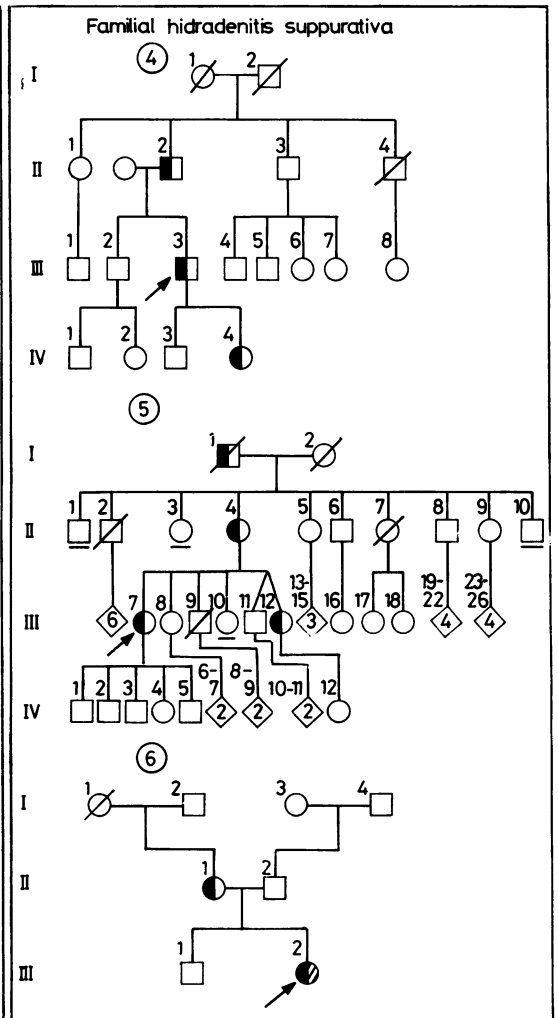 Familial hidradenitis suppurativa
4
I 1 2
II 1 2 3 4
III 1 2 3 4 5 6 7 8
IV 1 2 3 4
5
I 1 2
II 1 2 3 4 5 6 7 8 9 10
13- 19- 23-
III 6 7 8 9 10 11 12 15 3 16 17 18 22 4 26 4
6- 8-
IV 1 2 3 4 5 7 2 9 2 10-11 2 12
6
I 1 2 3 4
II 1 2
III 1 2